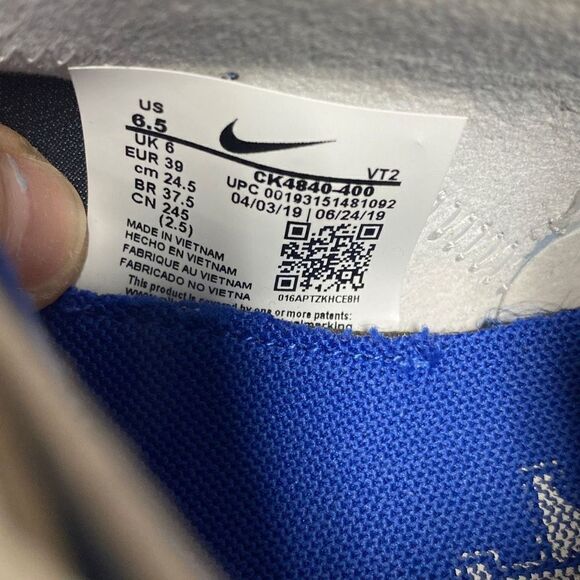 US
6.5
UK 6
EUR 39
cm 24.5
BR 37.5
CN 245
(2.5)
VT2
CK4840-400
UPC 00193151481092
04/03/19 | 06/24/19
016APTZKHCE8H
MADE IN VIETNAM
HECHO EN VIETNAM
FABRIQUE AU VIETNAM
FABRICADO NO VIETNA
This product is covered by one or more patents: